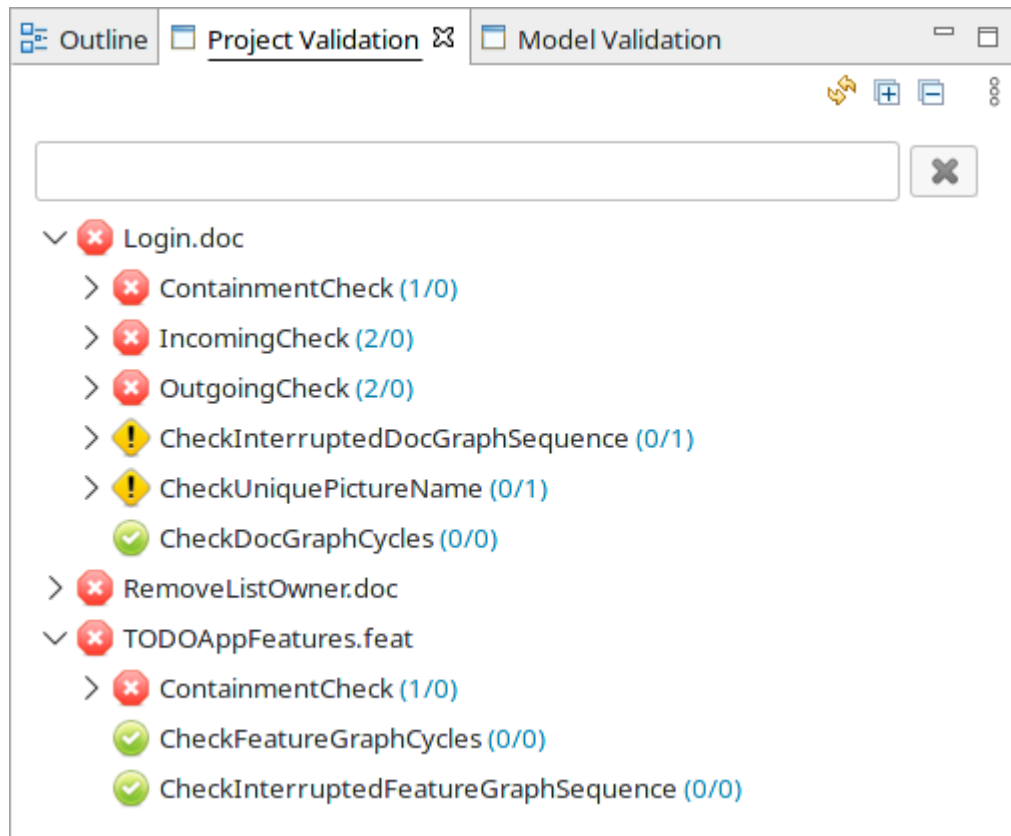 Outline Project Validation Model Validation
Login.doc
ContainmentCheck (1/0)
IncomingCheck (2/0)
OutgoingCheck (2/0)
CheckInterruptedDocGraphSequence (0/1)
CheckUniquePictureName (0/1)
CheckDocGraphCycles (0/0)
RemoveListOwner.doc
TODOAppFeatures.feat
ContainmentCheck (1/0)
CheckFeatureGraphCycles (0/0)
CheckInterruptedFeatureGraphSequence (0/0)